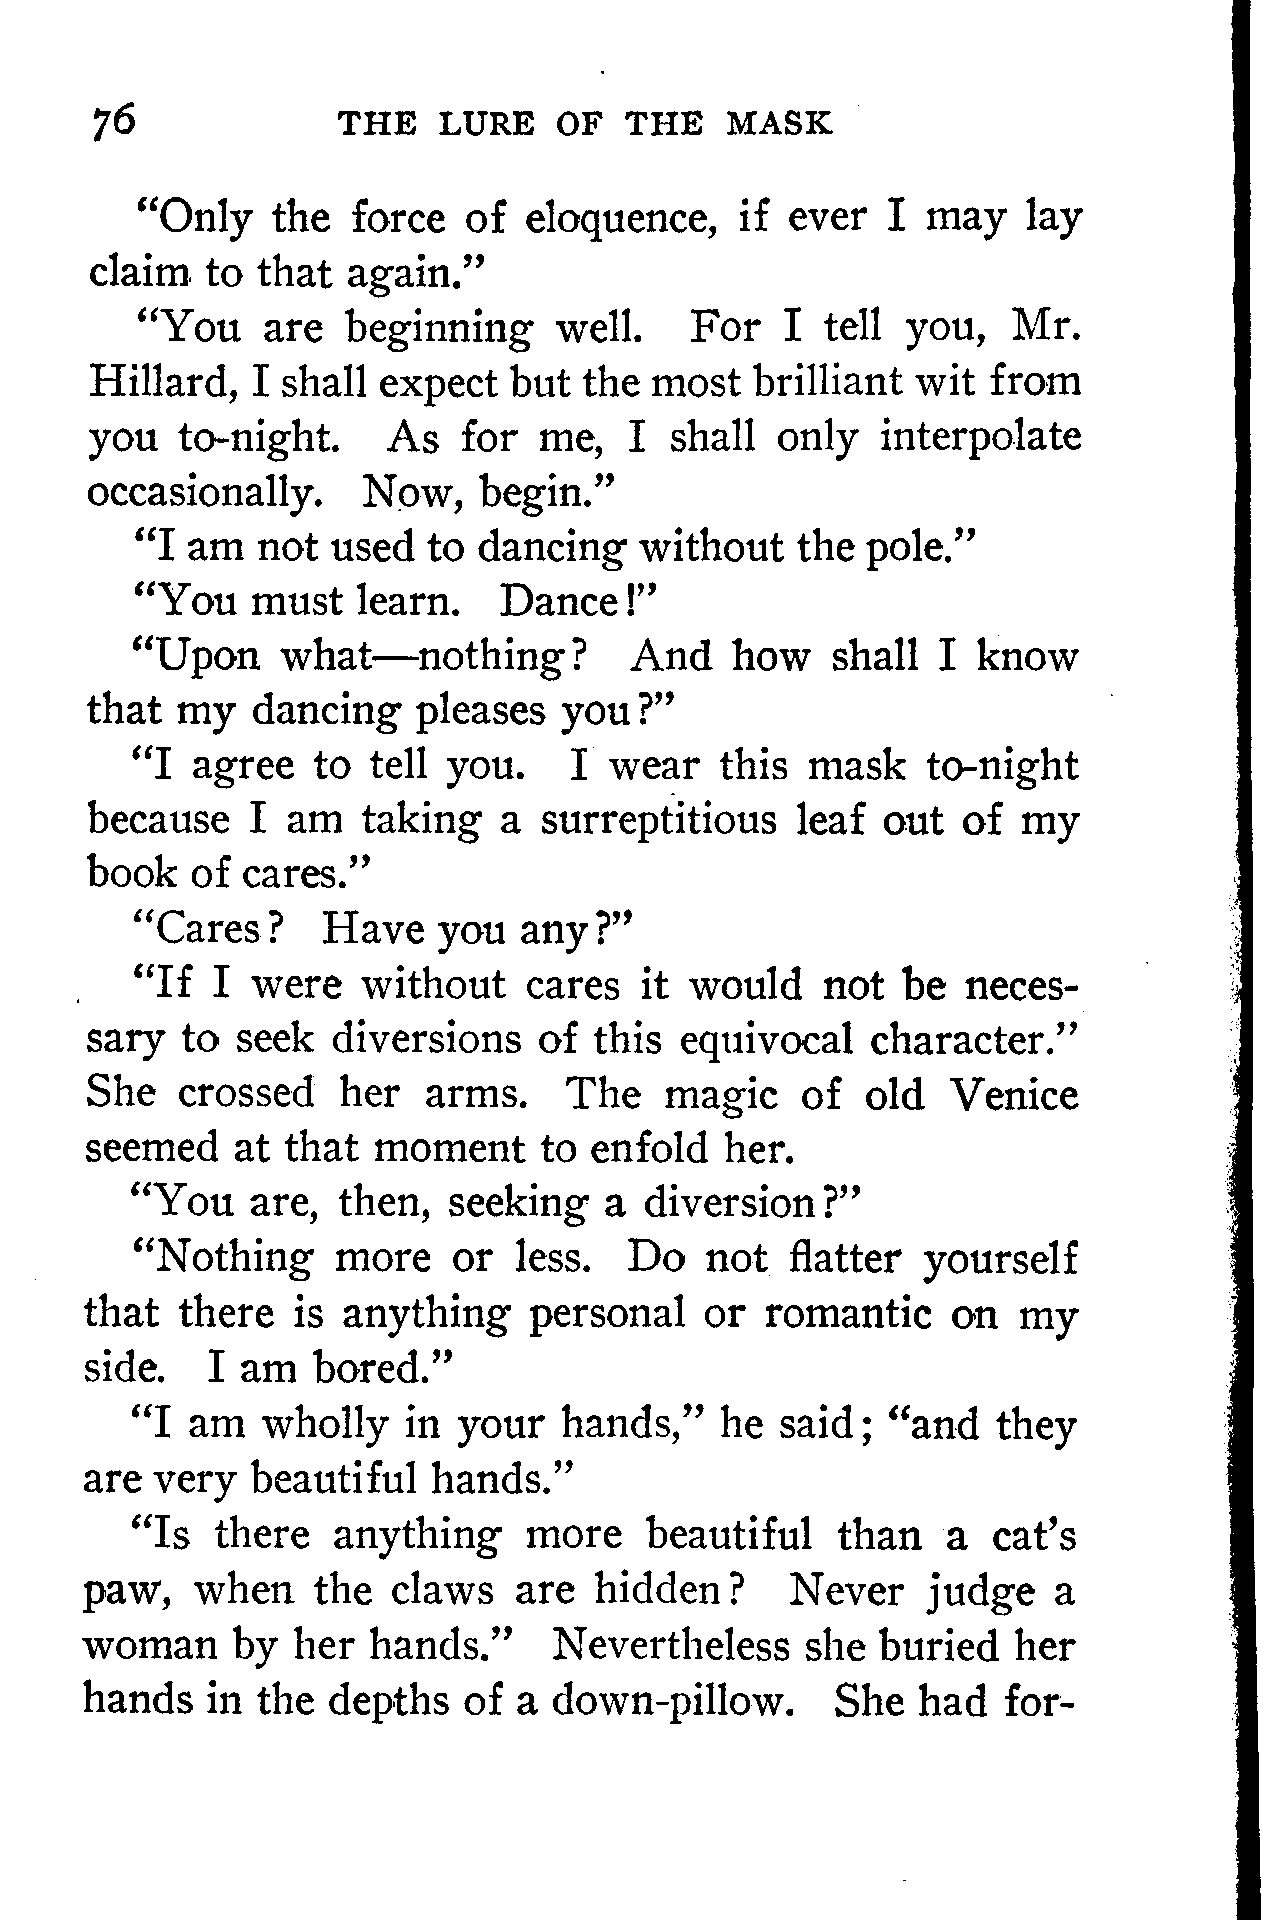 76 THE LURE OF THE MASK
“Only the force of eloquence, if ever I may lay
claim to that again.”
“You are beginning well. For I tell you, Mr.
Hillard, I shall expect but the most brilliant wit from
you to-night. As for me, I shall only interpolate
occasionally. Now, begin.”
“I am not used to dancing without the pole.”
“You must learn. Dance!”
“Upon what—nothing? And how shall I know
that my dancing pleases you?”
“I agree to tell you. I wear this mask to-night
because I am taking a surreptitious leaf out of my
book of cares.”
“Cares? Have you any?”
“If I were without cares it would not be neces-
sary to seek diversions of this equivocal character.”
She crossed her arms. The magic of old Venice
seemed at that moment to enfold her.
“You are, then, seeking a diversion?”
“Nothing more or less. Do not flatter yourself
that there is anything personal or romantic on my
side. I am bored.”
“I am wholly in your hands,” he said; “and they
are very beautiful hands.”
“Is there anything more beautiful than a cat’s
paw, when the claws are hidden? Never judge a
woman by her hands.” Nevertheless she buried her
hands in the depths of a down-pillow. She had for-